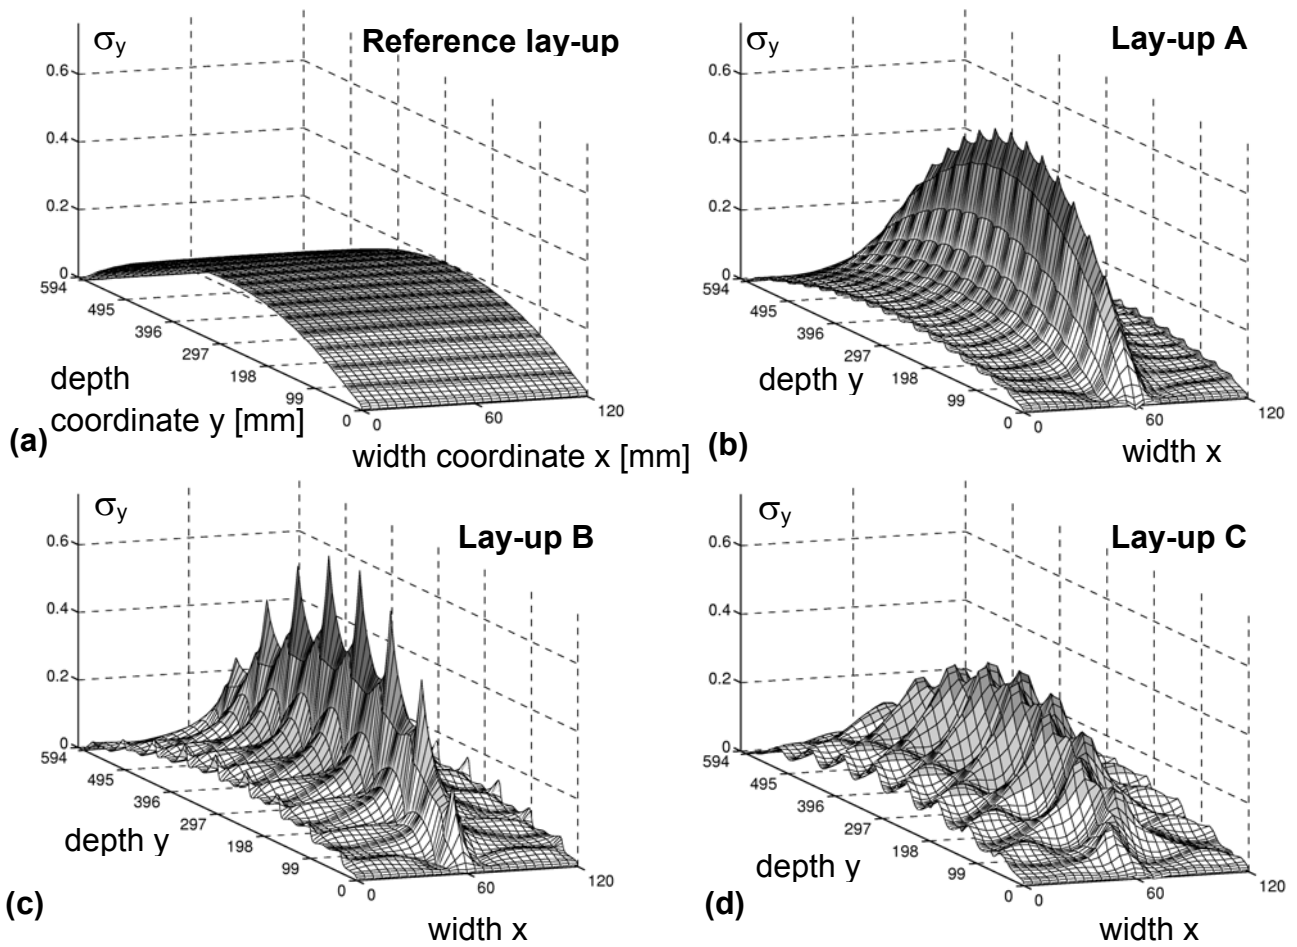 σy
Reference lay-up
0.6
0.4
0.2
0
594
495
396
297
198
99
0
0
60
120
depth
coordinate y [mm]
width coordinate x [mm]
(a)
σy
Lay-up A
0.6
0.4
0.2
0
594
495
396
297
198
99
0
0
60
120
depth y
width x
(b)
σy
Lay-up B
0.6
0.4
0.2
0
594
495
396
297
198
99
0
0
60
120
depth y
width x
(c)
σy
Lay-up C
0.6
0.4
0.2
0
594
495
396
297
198
99
0
0
60
120
depth y
width x
(d)